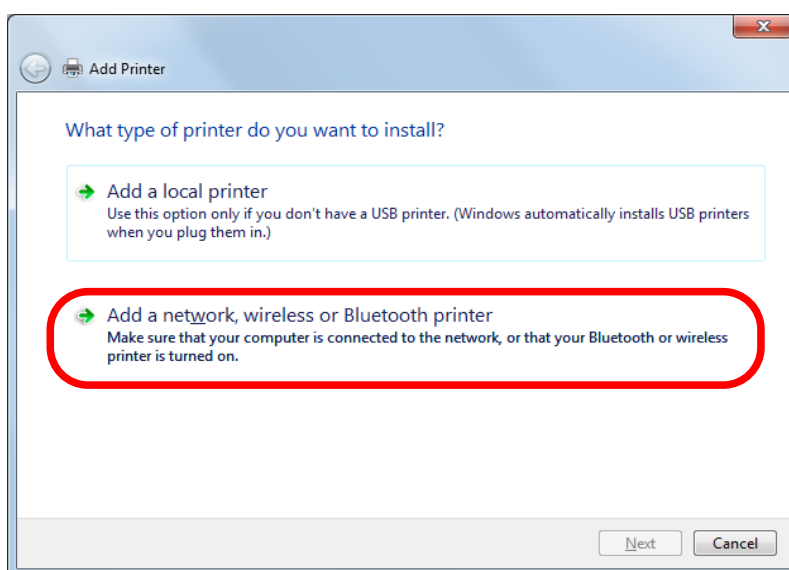 Add Printer
What type of printer do you want to install?
Add a local printer
Use this option only if you don't have a USB printer. (Windows automatically installs USB printers
when you plug them in.)
Add a network, wireless or Bluetooth printer
Make sure that your computer is connected to the network, or that your Bluetooth or wireless
printer is turned on.
Next Cancel